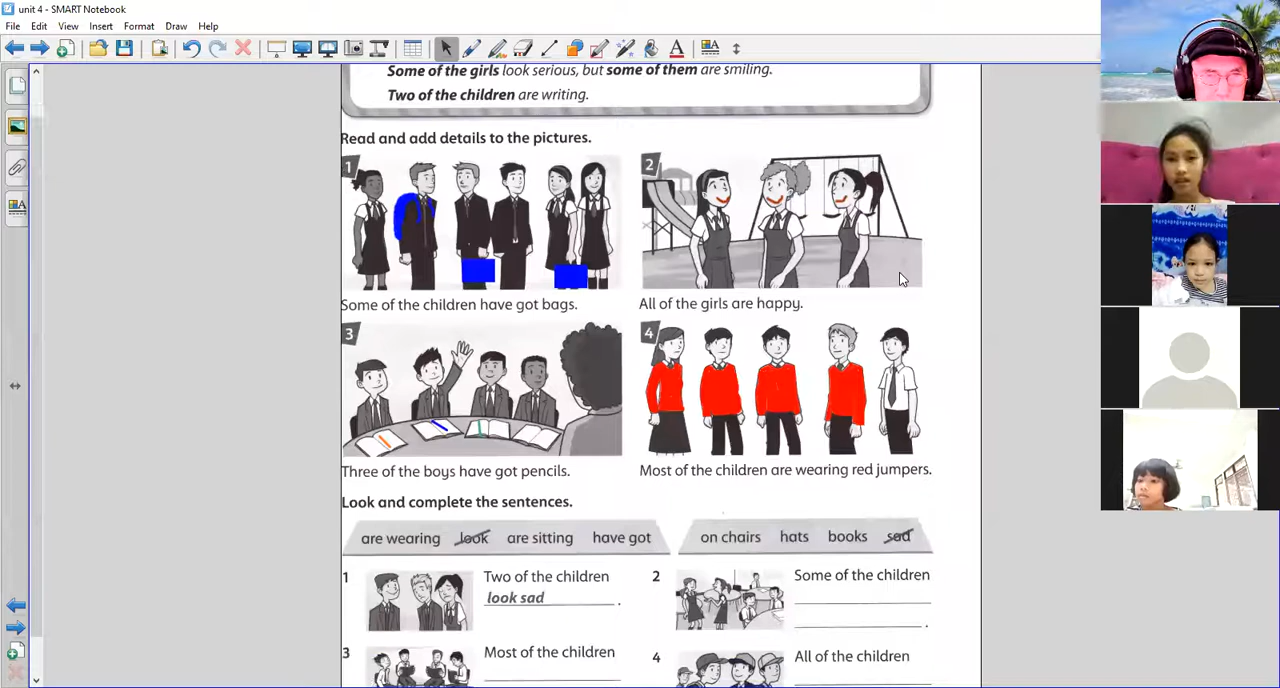 unit 4 - SMART Notebook
File Edit View Insert Format Draw Help
Some of the girls look serious, but some of them are smiling.
Two of the children are writing.
Read and add details to the pictures.
1
2
Some of the children have got bags.
All of the girls are happy.
3
4
Three of the boys have got pencils.
Most of the children are wearing red jumpers.
Look and complete the sentences.
are wearing look are sitting have got
on chairs hats books sad
1 Two of the children
look sad .
2 Some of the children
.
3 Most of the children
4 All of the children